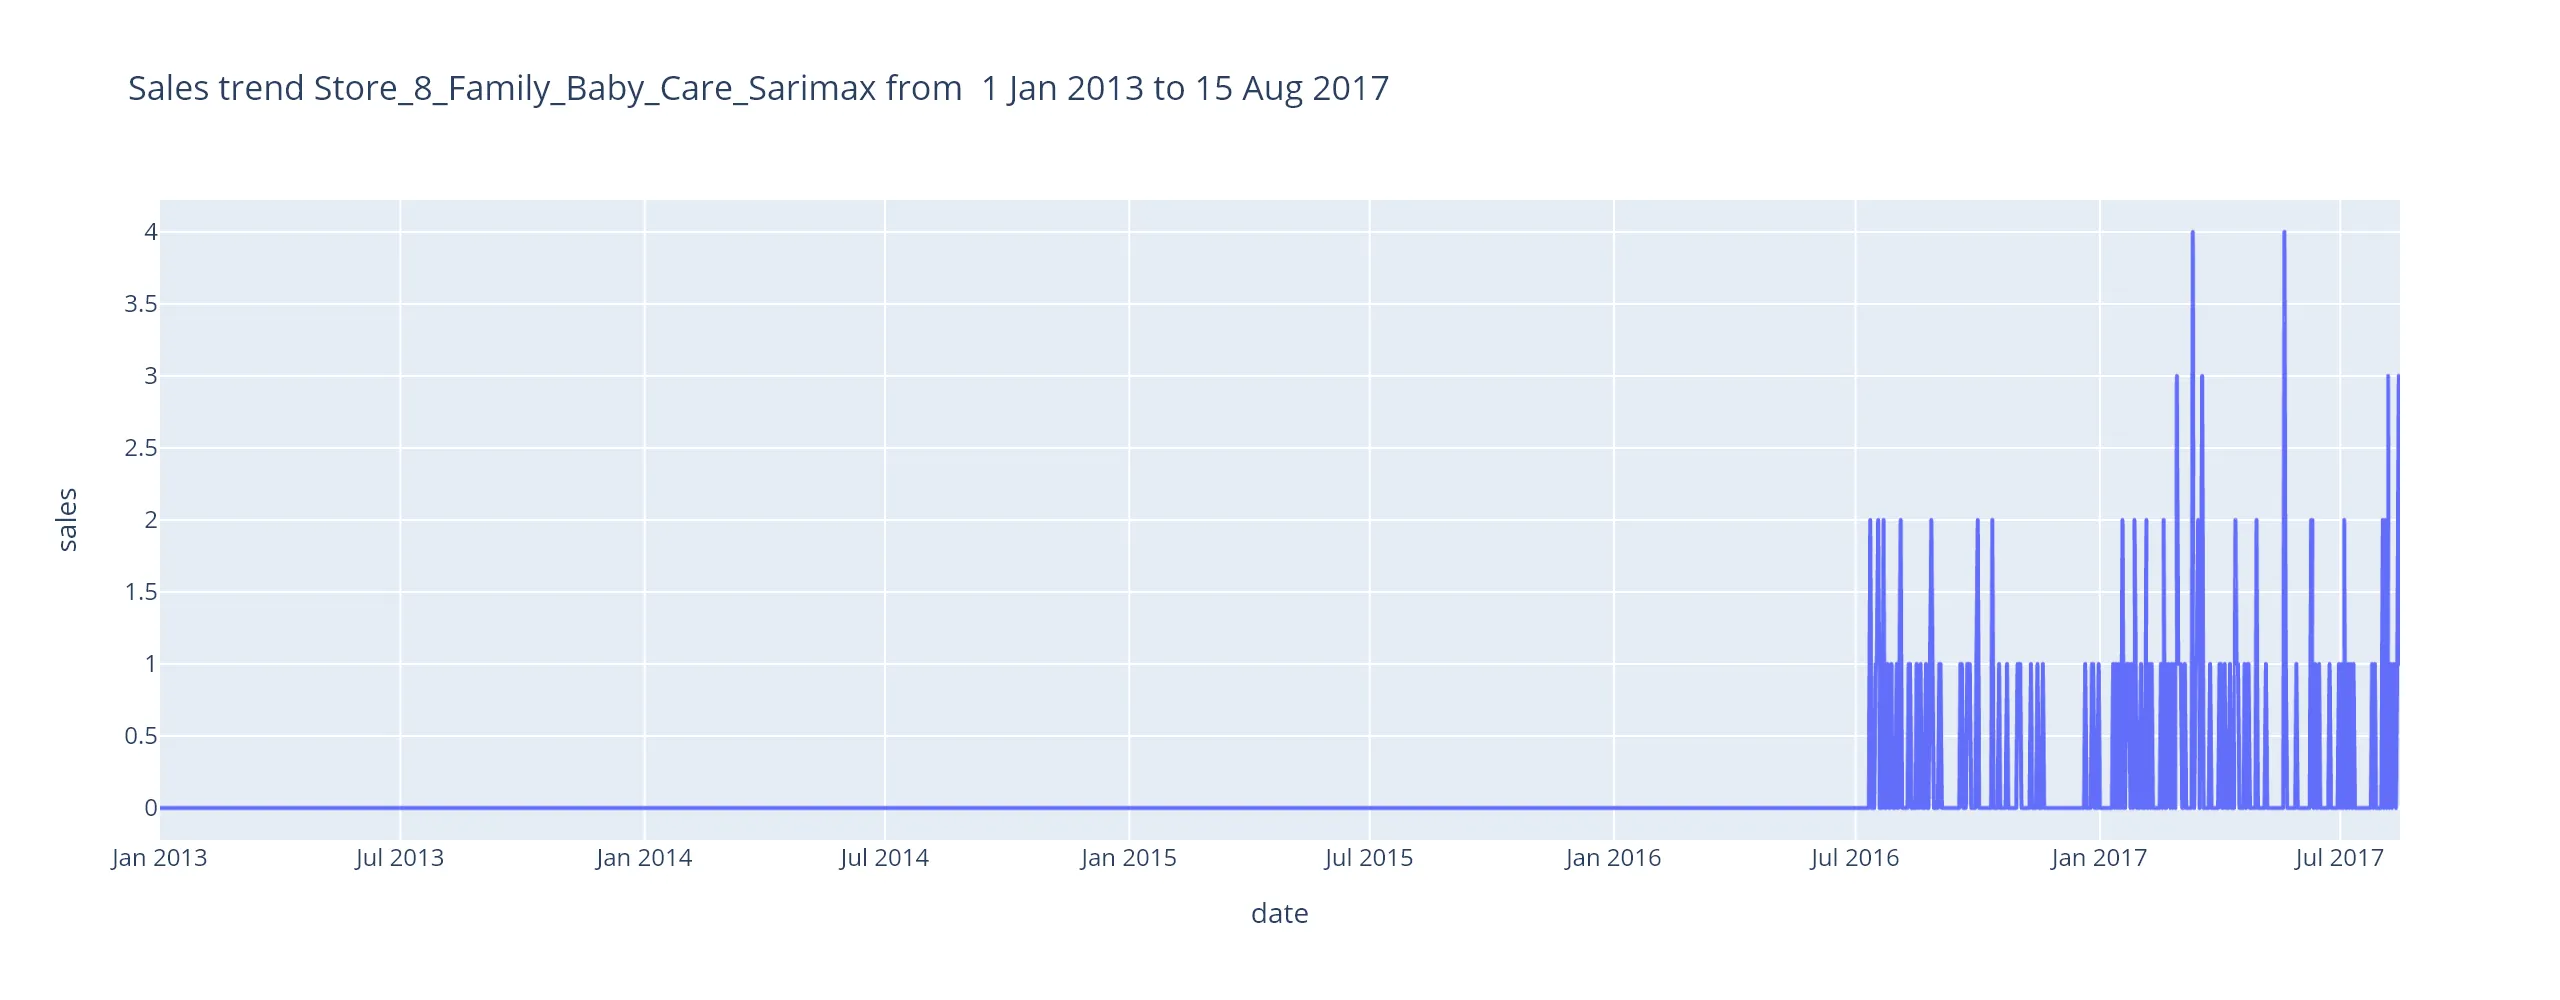 Sales trend Store_8_Family_Baby_Care_Sarimax from  1 Jan 2013 to 15 Aug 2017
4
3.5
3
2.5
2
1.5
1
0.5
0
sales
Jan 2013 Jul 2013 Jan 2014 Jul 2014 Jan 2015 Jul 2015 Jan 2016 Jul 2016 Jan 2017 Jul 2017
date